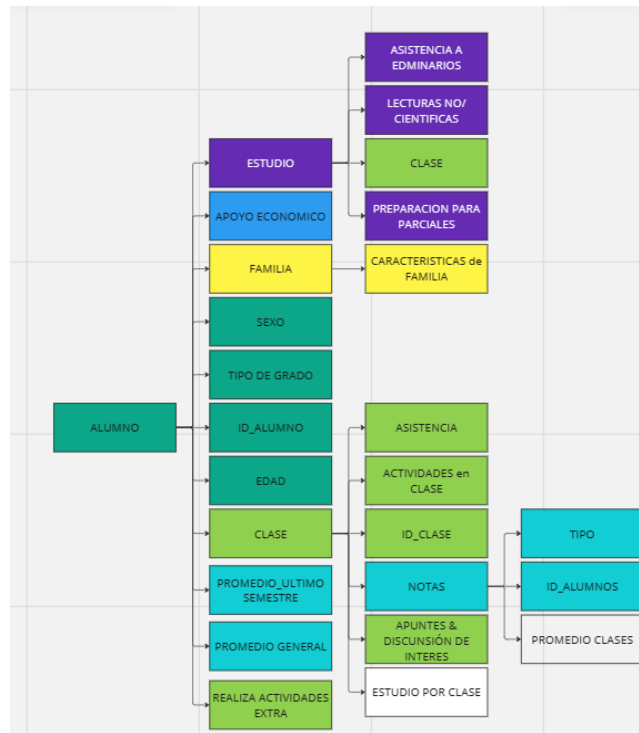 ASISTENCIA A
EDMINARIOS
LECTURAS NO/
CIENTIFICAS
ESTUDIO
CLASE
APOYO ECONOMICO
PREPARACION PARA
PARCIALES
FAMILIA
CARACTERISTICAS de
FAMILIA
SEXO
TIPO DE GRADO
ALUMNO
ID_ALUMNO
ASISTENCIA
EDAD
ACTIVIDADES en
CLASE
CLASE
ID_CLASE
TIPO
PROMEDIO_ULTIMO
SEMESTRE
NOTAS
ID_ALUMNOS
PROMEDIO GENERAL
APUNTES &
DISCUNSIÓN DE
INTERES
PROMEDIO CLASES
REALIZA ACTIVIDADES
EXTRA
ESTUDIO POR CLASE